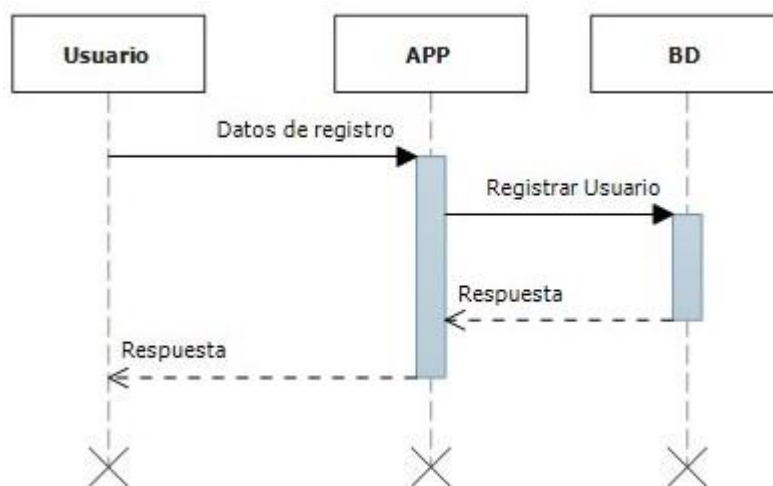 Usuario
APP
BD
Datos de registro
Registrar Usuario
Respuesta
Respuesta